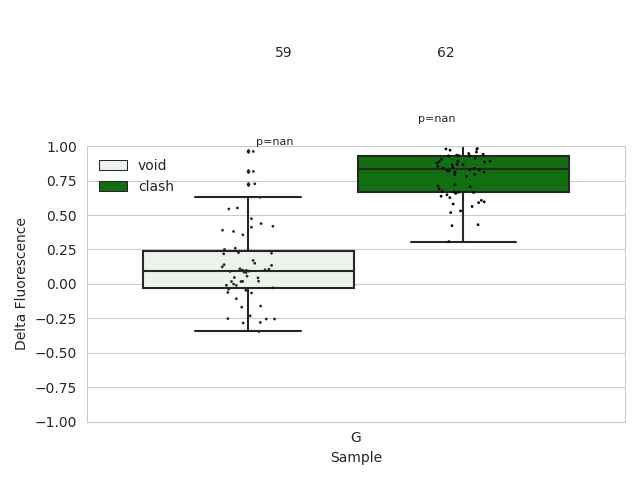 59 62
p=nan
p=nan
1.00
0.75
0.50
0.25
0.00
−0.25
−0.50
−0.75
−1.00
void
clash
Delta Fluorescence
G
Sample